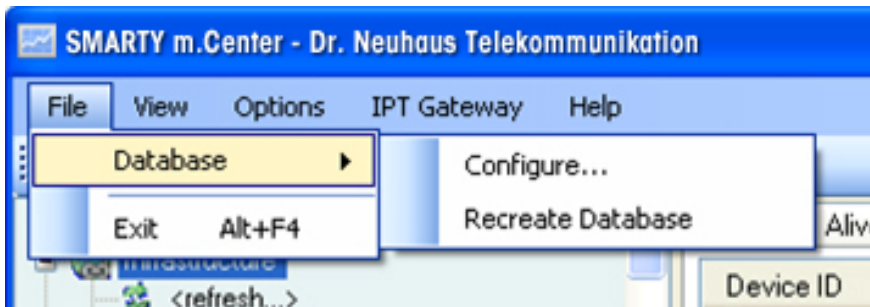 SMARTY m.Center - Dr. Neuhaus Telekommunikation
File View Options IPT Gateway Help
Database
Configure...
Recreate Database
Exit Alt+F4
Infrastructure
<refresh...>
Device ID